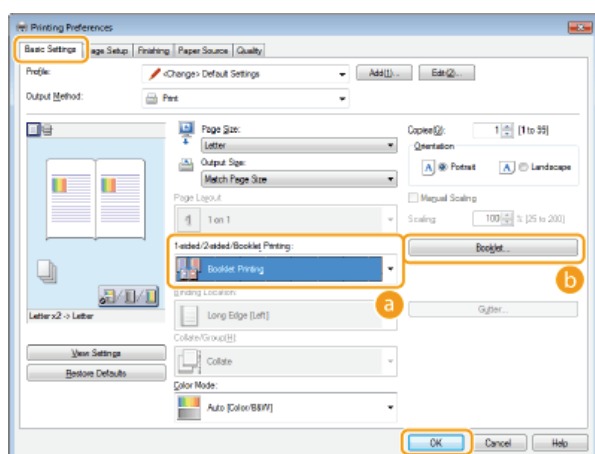 Printing Preferences
Basic Settings Page Setup Finishing Paper Source Quality
Profile: <Change> Default Settings Add(1)... Edit(2)...
Output Method: Print
Page Size:
Letter
Output Size:
Match Page Size
Page Layout
1 1 on 1
1-sided/2-sided/Booklet Printing:
Booklet Printing
Binding Location:
Long Edge [Left]
Collate/Group(H):
Collate
Color Mode:
Auto [Color/B&W]
Copies(Q): 1 [1 to 99]
Orientation
A Portrait A Landscape
Manual Scaling
Scaling: 100 % [25 to 200]
Booklet...
b
Gutter...
a
Letter x2 -> Letter
View Settings
Restore Defaults
OK Cancel Help